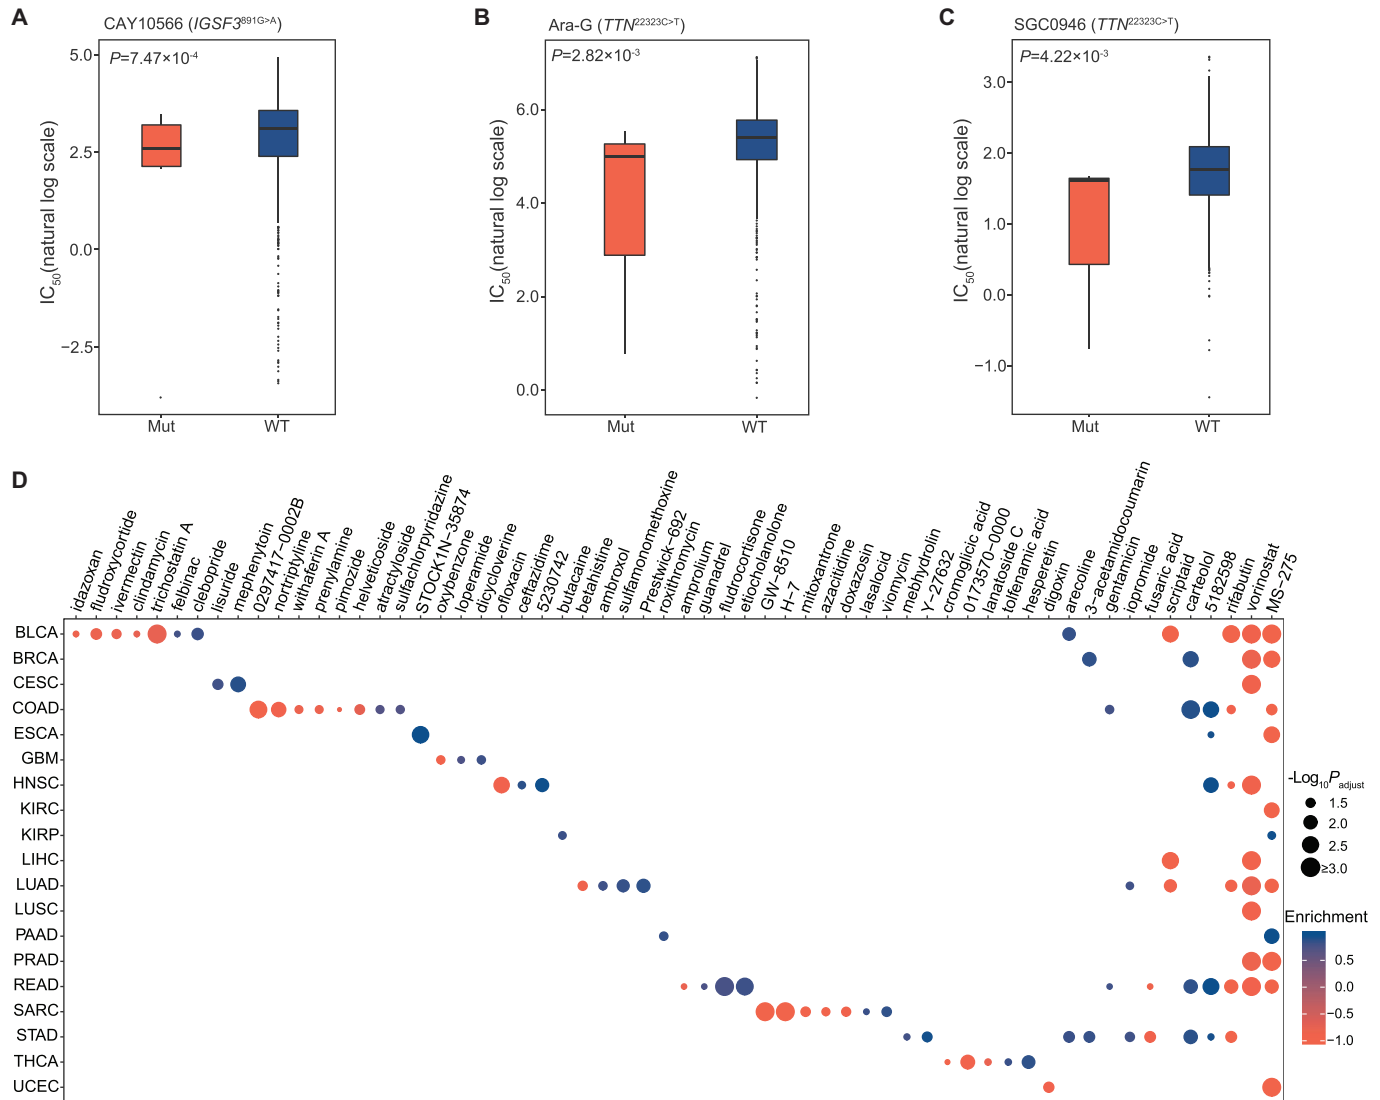 A
CAY10566 (IGSF3^891G>A)
P=7.47×10^-4
5.0
2.5
0.0
−2.5
IC50(natural log scale)
Mut
WT
B
Ara-G (TTN^22323C>T)
P=2.82×10^-3
6.0
4.0
2.0
0.0
IC50(natural log scale)
Mut
WT
C
SGC0946 (TTN^22323C>T)
P=4.22×10^-3
3.0
2.0
1.0
0.0
−1.0
IC50(natural log scale)
Mut
WT
D
idazoxan
fludroxycortide
ivermectin
clindamycin
trichostatin A
felbinac
clebopride
lisuride
mephenytoin
0297417−0002B
nortriptyline
withaferin A
prenylamine
pimozide
helveticoside
atractyloside
sulfachlorpyridazine
STOCK1N−35874
oxybenzone
loperamide
dicycloverine
ofloxacin
ceftazidime
5230742
butacaine
betahistine
ambroxol
sulfamonomethoxine
Prestwick−692
roxithromycin
amprolium
guanadrel
fludrocortisone
etiocholanolone
GW−8510
H−7
mitoxantrone
azacitidine
doxazosin
lasalocid
viomycin
mebhydrolin
Y−27632
cromoglicic acid
0173570−0000
lanatoside C
tolfenamic acid
hesperetin
digoxin
arecoline
3−acetamidocoumarin
gentamicin
iopromide
fusaric acid
scriptaid
carteolol
5182598
rifabutin
vorinostat
MS−275
BLCA
BRCA
CESC
COAD
ESCA
GBM
HNSC
KIRC
KIRP
LIHC
LUAD
LUSC
PAAD
PRAD
READ
SARC
STAD
THCA
UCEC
-Log10Padjust
1.5
2.0
2.5
≥3.0
Enrichment
0.5
0.0
−0.5
−1.0